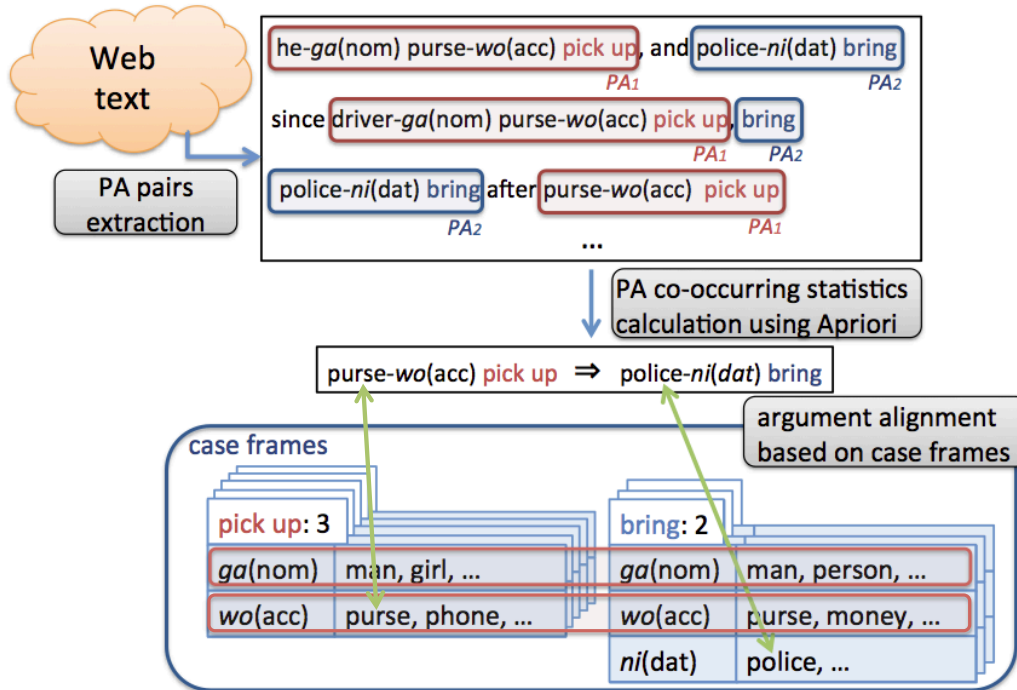 Web
text
PA pairs
extraction
he-ga(nom) purse-wo(acc) pick up, and police-ni(dat) bring
PA1 PA2
since driver-ga(nom) purse-wo(acc) pick up, bring
PA1 PA2
police-ni(dat) bring after purse-wo(acc) pick up
PA2 PA1
...
PA co-occurring statistics
calculation using Apriori
purse-wo(acc) pick up ⇒ police-ni(dat) bring
argument alignment
based on case frames
case frames
pick up: 3 bring: 2
ga(nom) man, girl, ... ga(nom) man, person, ...
wo(acc) purse, phone, ... wo(acc) purse, money, ...
ni(dat) police, ...